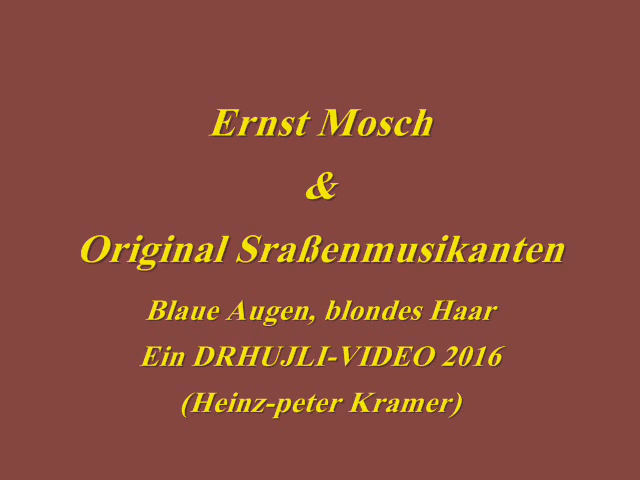 Ernst Mosch
&
Original Sraßenmusikanten
Blaue Augen, blondes Haar
Ein DRHUJLI-VIDEO 2016
(Heinz-peter Kramer)